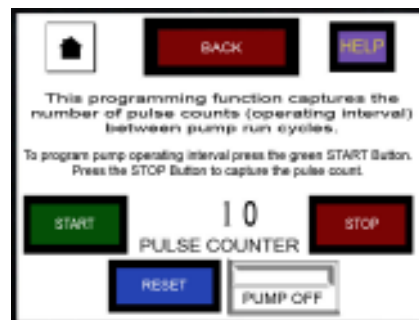 BACK
HELP
This programming function captures the
number of pulse counts (operating interval)
between pump run cycles.
To program pump operating interval press the green START Button.
Press the STOP Button to capture the pulse count.
START
10
STOP
PULSE COUNTER
RESET
PUMP OFF